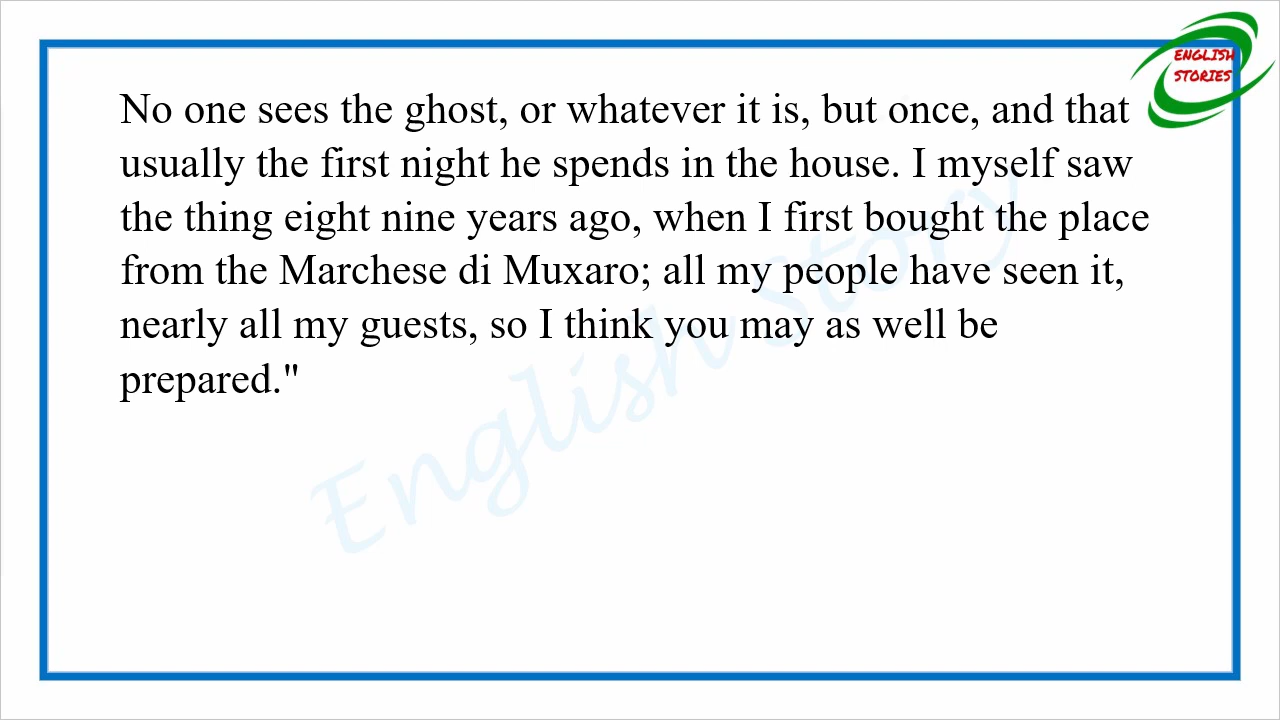 ENGLISH
STORIES
No one sees the ghost, or whatever it is, but once, and that
usually the first night he spends in the house. I myself saw
the thing eight nine years ago, when I first bought the place
from the Marchese di Muxaro; all my people have seen it,
nearly all my guests, so I think you may as well be
prepared."
English Story